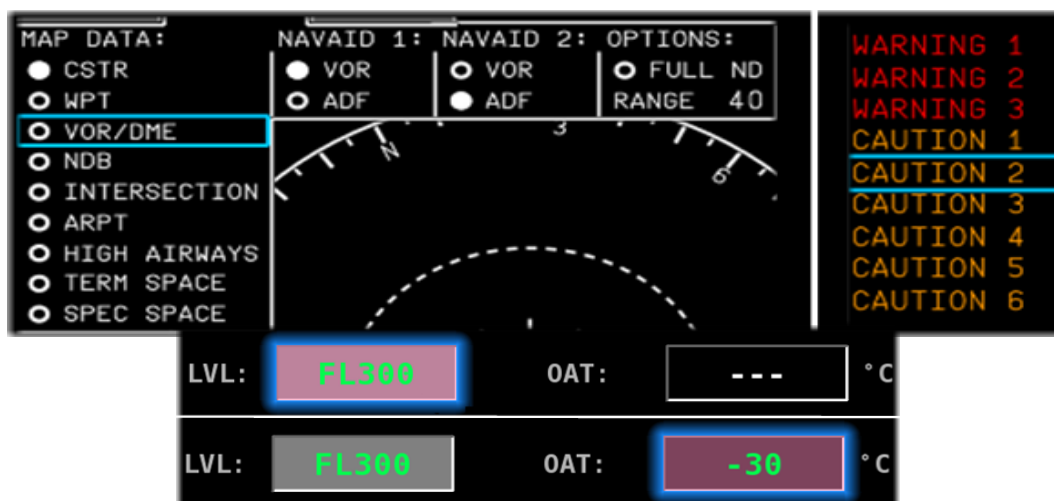 MAP DATA: NAVAID 1: NAVAID 2: OPTIONS:
CSTR VOR VOR FULL ND
WPT ADF ADF RANGE 40
VOR/DME
NDB
INTERSECTION
ARPT
HIGH AIRWAYS
TERM SPACE
SPEC SPACE
N 3 6
WARNING 1
WARNING 2
WARNING 3
CAUTION 1
CAUTION 2
CAUTION 3
CAUTION 4
CAUTION 5
CAUTION 6
LVL: FL300 OAT: --- °C
LVL: FL300 OAT: -30 °C